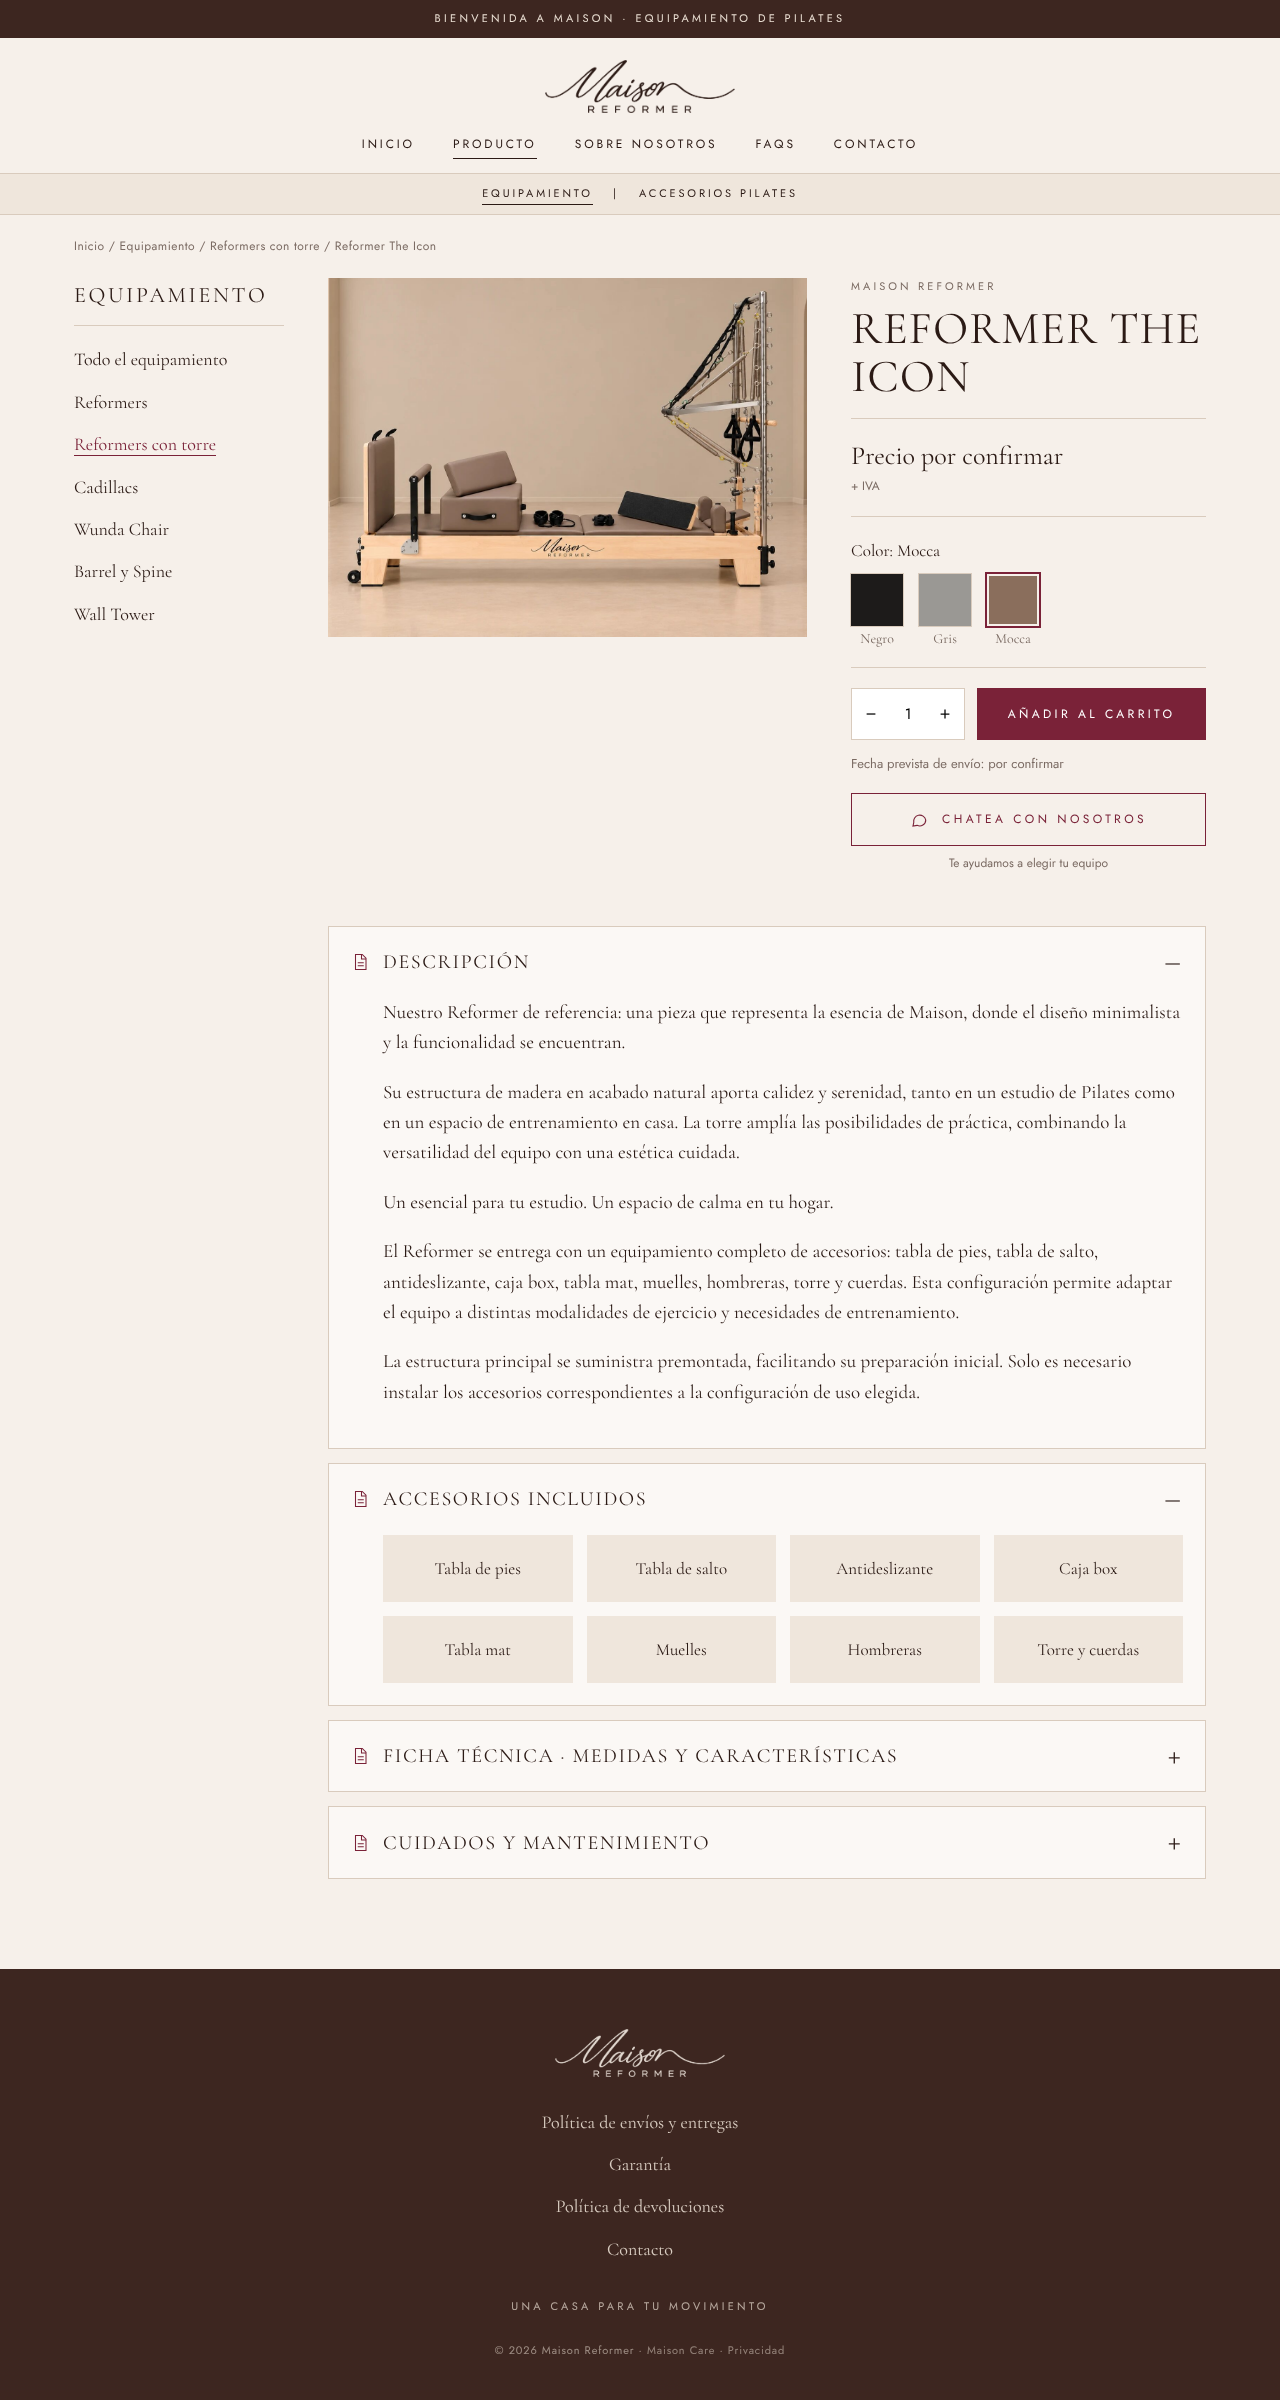 BIENVENIDA A MAISON · EQUIPAMIENTO DE PILATES
Maison
REFORMER
INICIO PRODUCTO SOBRE NOSOTROS FAQS CONTACTO
EQUIPAMIENTO | ACCESORIOS PILATES
Inicio / Equipamiento / Reformers con torre / Reformer The Icon
EQUIPAMIENTO
Todo el equipamiento
Reformers
Reformers con torre
Cadillacs
Wunda Chair
Barrel y Spine
Wall Tower
Maison
REFORMER
MAISON REFORMER
REFORMER THE
ICON
Precio por confirmar
+ IVA
Color: Mocca
Negro Gris Mocca
− 1 + AÑADIR AL CARRITO
Fecha prevista de envío: por confirmar
CHATEA CON NOSOTROS
Te ayudamos a elegir tu equipo
DESCRIPCIÓN —
Nuestro Reformer de referencia: una pieza que representa la esencia de Maison, donde el diseño minimalista
y la funcionalidad se encuentran.
Su estructura de madera en acabado natural aporta calidez y serenidad, tanto en un estudio de Pilates como
en un espacio de entrenamiento en casa. La torre amplía las posibilidades de práctica, combinando la
versatilidad del equipo con una estética cuidada.
Un esencial para tu estudio. Un espacio de calma en tu hogar.
El Reformer se entrega con un equipamiento completo de accesorios: tabla de pies, tabla de salto,
antideslizante, caja box, tabla mat, muelles, hombreras, torre y cuerdas. Esta configuración permite adaptar
el equipo a distintas modalidades de ejercicio y necesidades de entrenamiento.
La estructura principal se suministra premontada, facilitando su preparación inicial. Solo es necesario
instalar los accesorios correspondientes a la configuración de uso elegida.
ACCESORIOS INCLUIDOS —
Tabla de pies Tabla de salto Antideslizante Caja box
Tabla mat Muelles Hombreras Torre y cuerdas
FICHA TÉCNICA · MEDIDAS Y CARACTERÍSTICAS +
CUIDADOS Y MANTENIMIENTO +
Maison
REFORMER
Política de envíos y entregas
Garantía
Política de devoluciones
Contacto
UNA CASA PARA TU MOVIMIENTO
© 2026 Maison Reformer · Maison Care · Privacidad